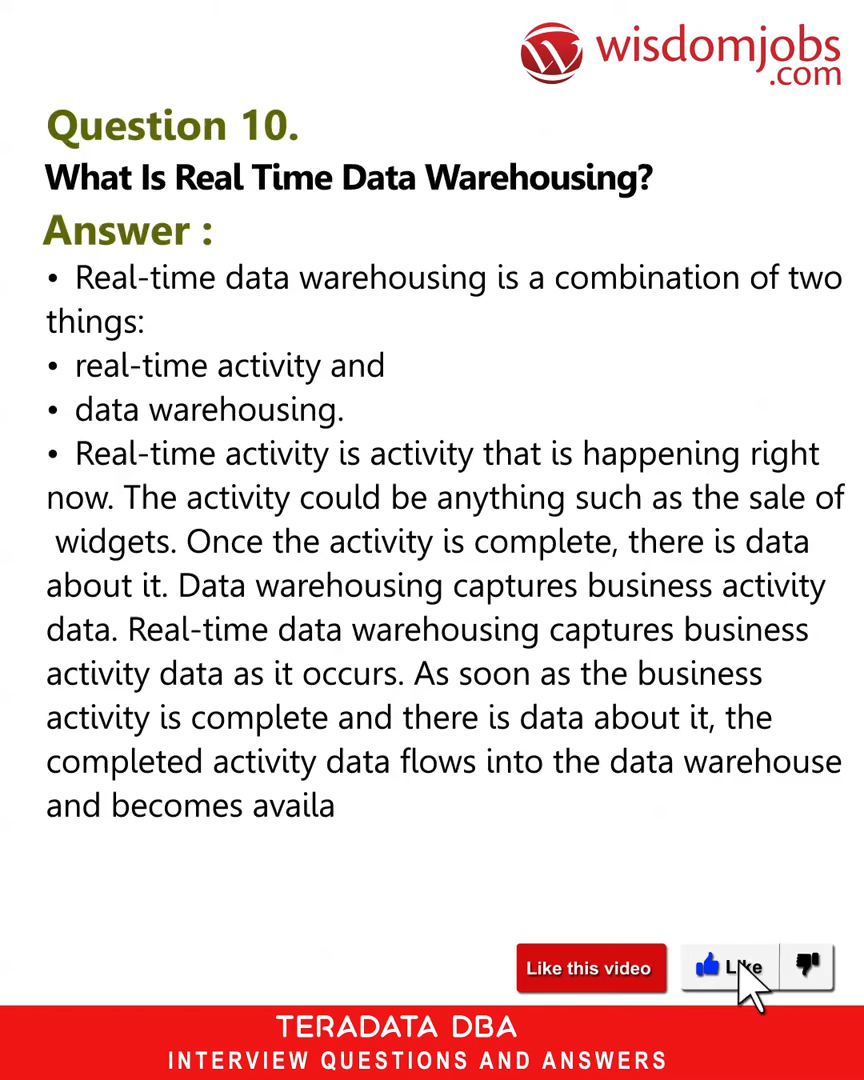 wisdomjobs
.com
Question 10.
What Is Real Time Data Warehousing?
Answer :
• Real-time data warehousing is a combination of two
things:
• real-time activity and
• data warehousing.
• Real-time activity is activity that is happening right
now. The activity could be anything such as the sale of
widgets. Once the activity is complete, there is data
about it. Data warehousing captures business activity
data. Real-time data warehousing captures business
activity data as it occurs. As soon as the business
activity is complete and there is data about it, the
completed activity data flows into the data warehouse
and becomes availa
Like this video
Like
TERADATA DBA
INTERVIEW QUESTIONS AND ANSWERS